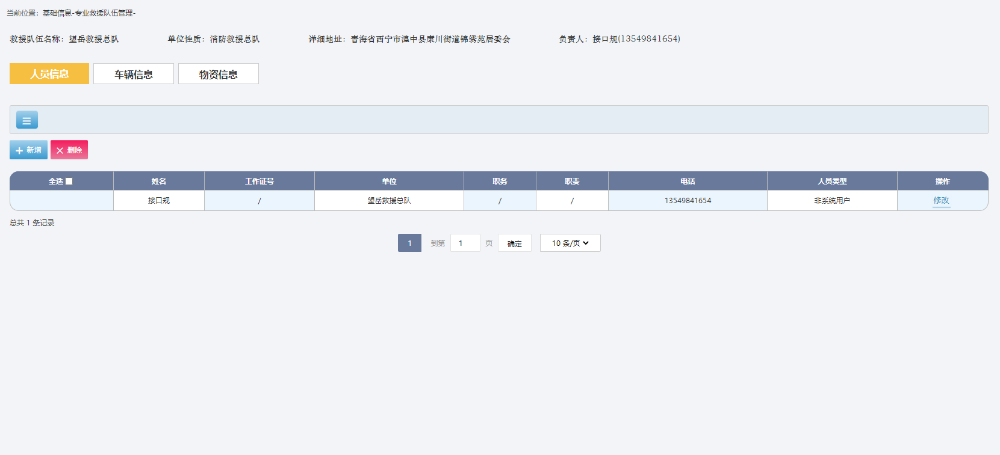 当前位置：基础信息-专业救援队伍管理-
救援队伍名称：望岳救援总队 单位性质：消防救援总队 详细地址：青海省西宁市湟中县康川街道锦绣苑居委会 负责人：接口规(13549841654)
人员信息 车辆信息 物资信息
新增 删除
全选 姓名 工作证号 单位 职务 职责 电话 人员类型 操作
接口规 / 望岳救援总队 / / 13549841654 非系统用户 修改
总共 1 条记录
1 到第 1 页 确定 10 条/页